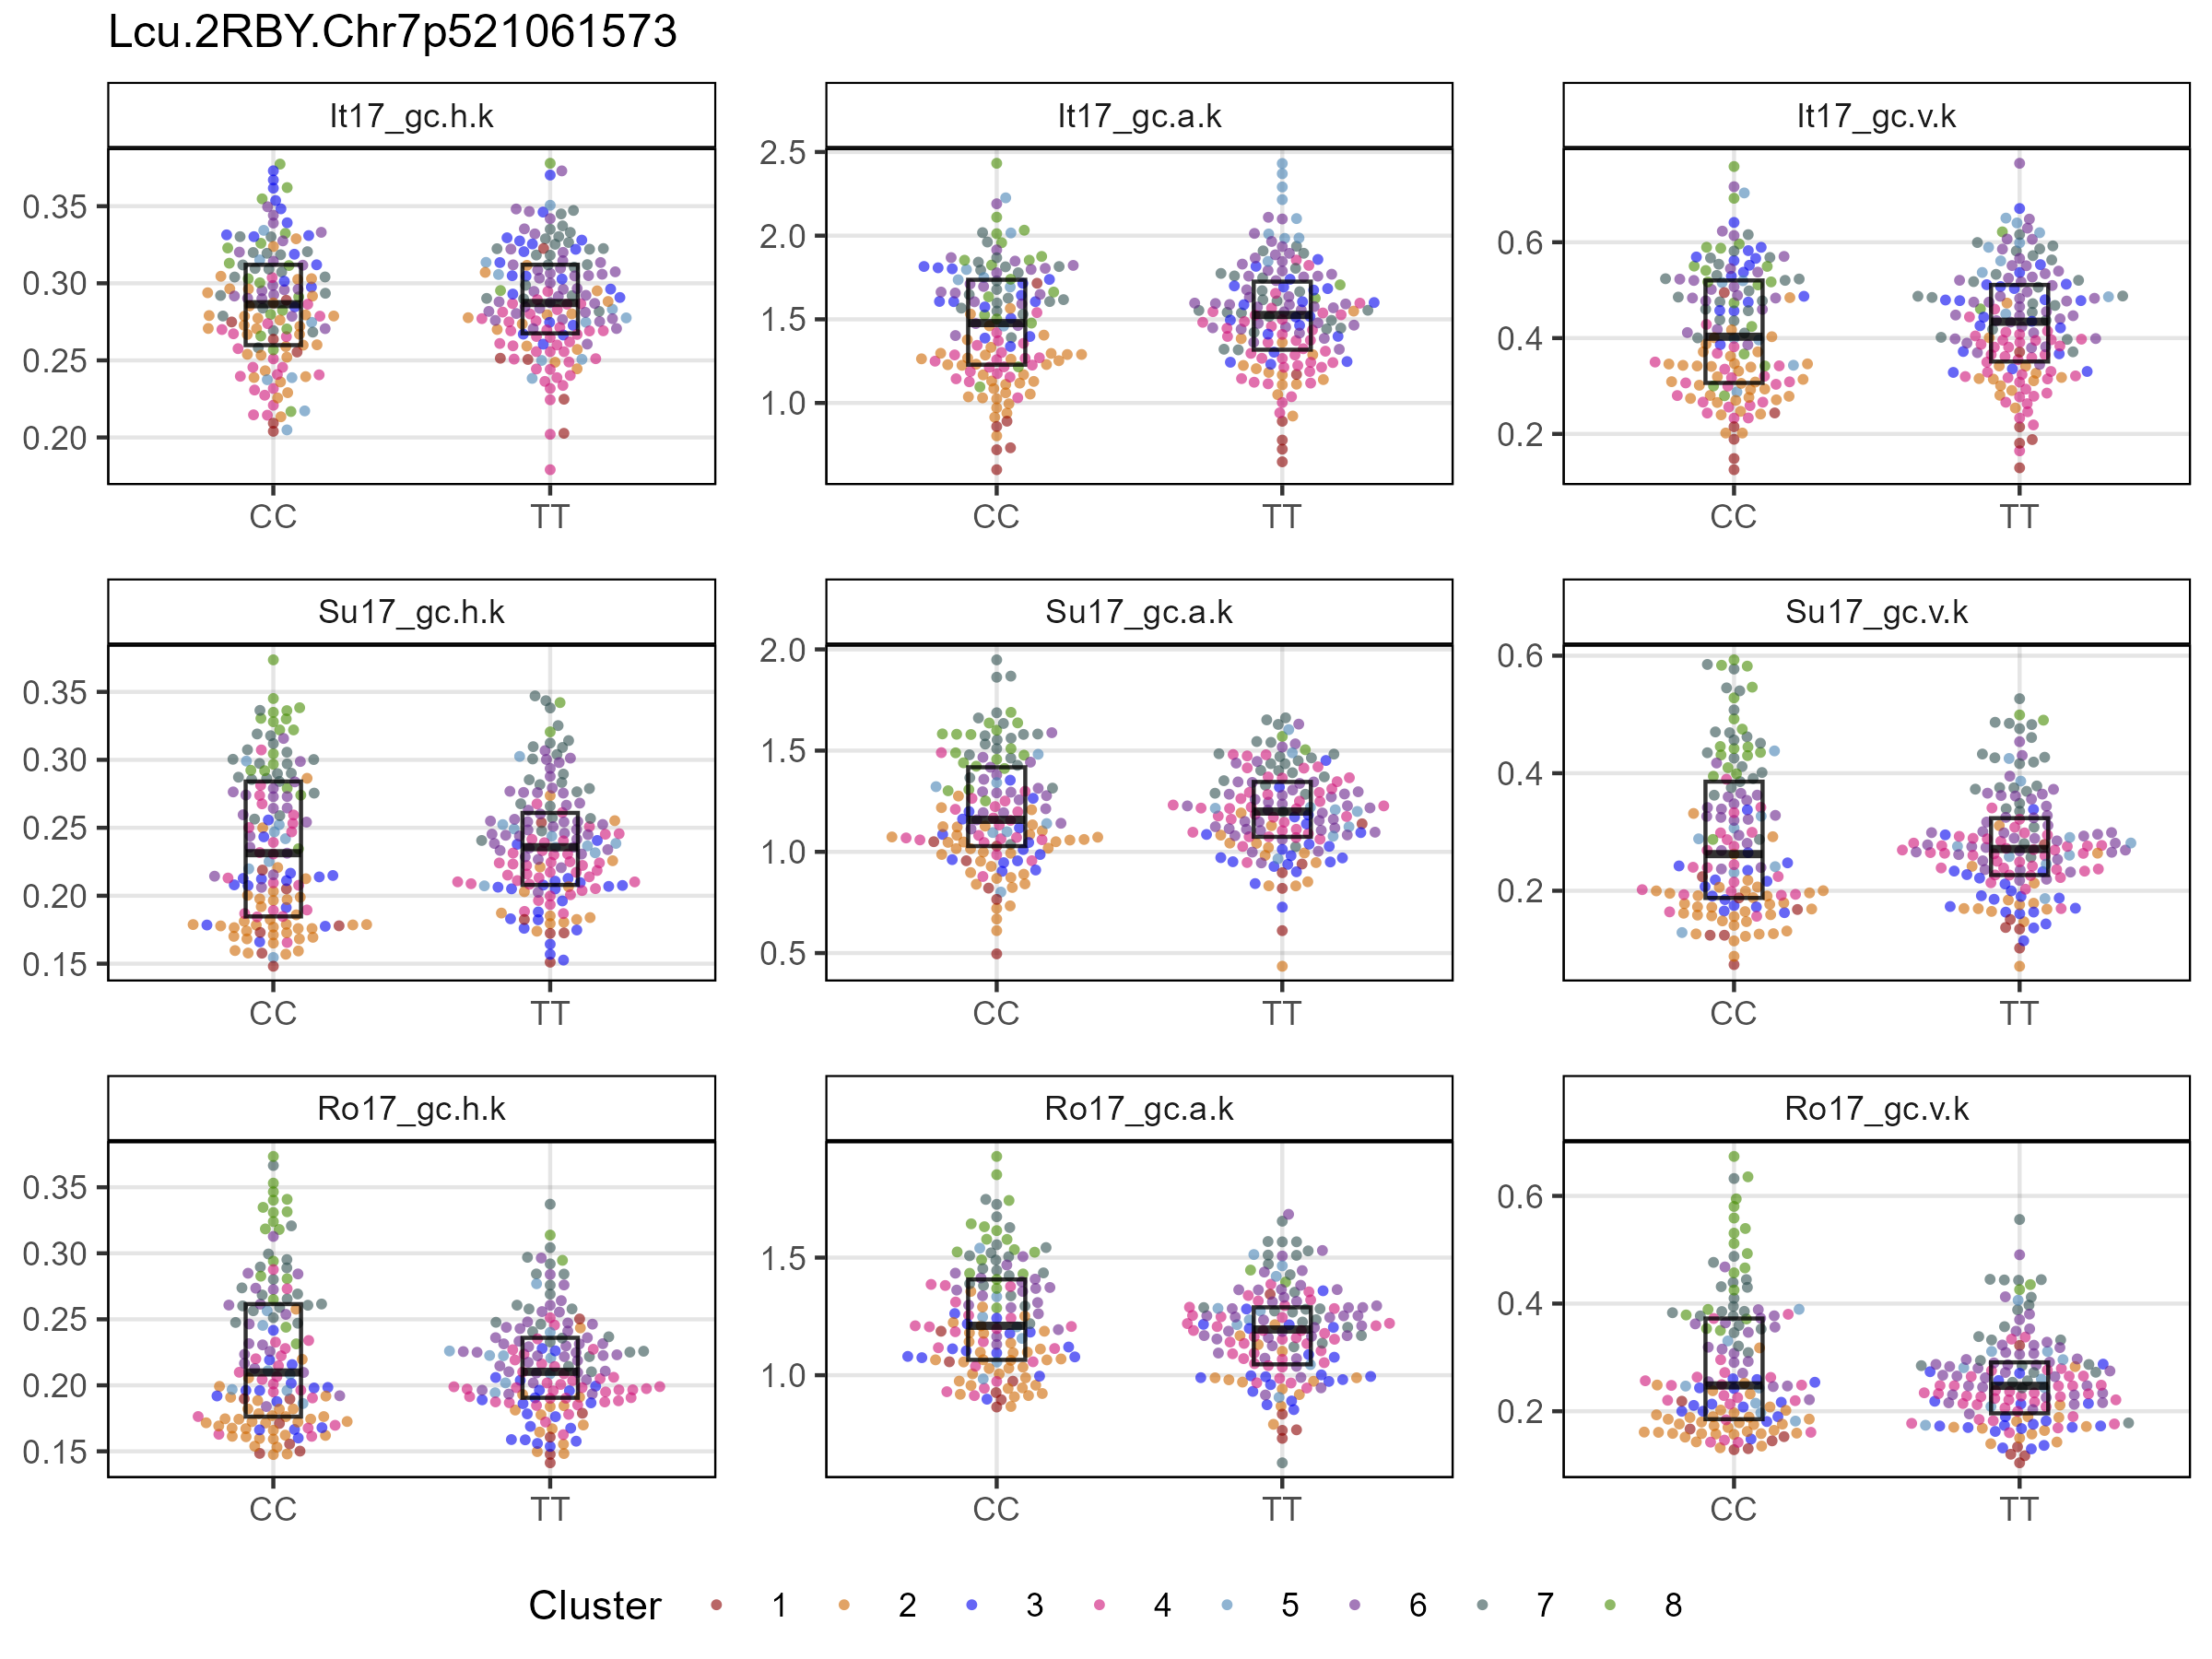 Lcu.2RBY.Chr7p521061573
It17_gc.h.k
It17_gc.a.k
It17_gc.v.k
0.35
0.30
0.25
0.20
CC
TT
2.5
2.0
1.5
1.0
CC
TT
0.6
0.4
0.2
CC
TT
Su17_gc.h.k
Su17_gc.a.k
Su17_gc.v.k
0.35
0.30
0.25
0.20
0.15
CC
TT
2.0
1.5
1.0
0.5
CC
TT
0.6
0.4
0.2
CC
TT
Ro17_gc.h.k
Ro17_gc.a.k
Ro17_gc.v.k
0.35
0.30
0.25
0.20
0.15
CC
TT
1.5
1.0
CC
TT
0.6
0.4
0.2
CC
TT
Cluster 1 2 3 4 5 6 7 8